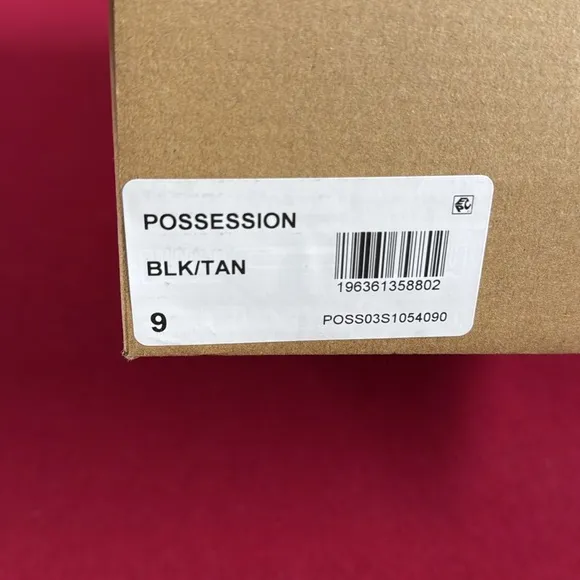 POSSESSION
BLK/TAN
196361358802
9
POSS03S1054090